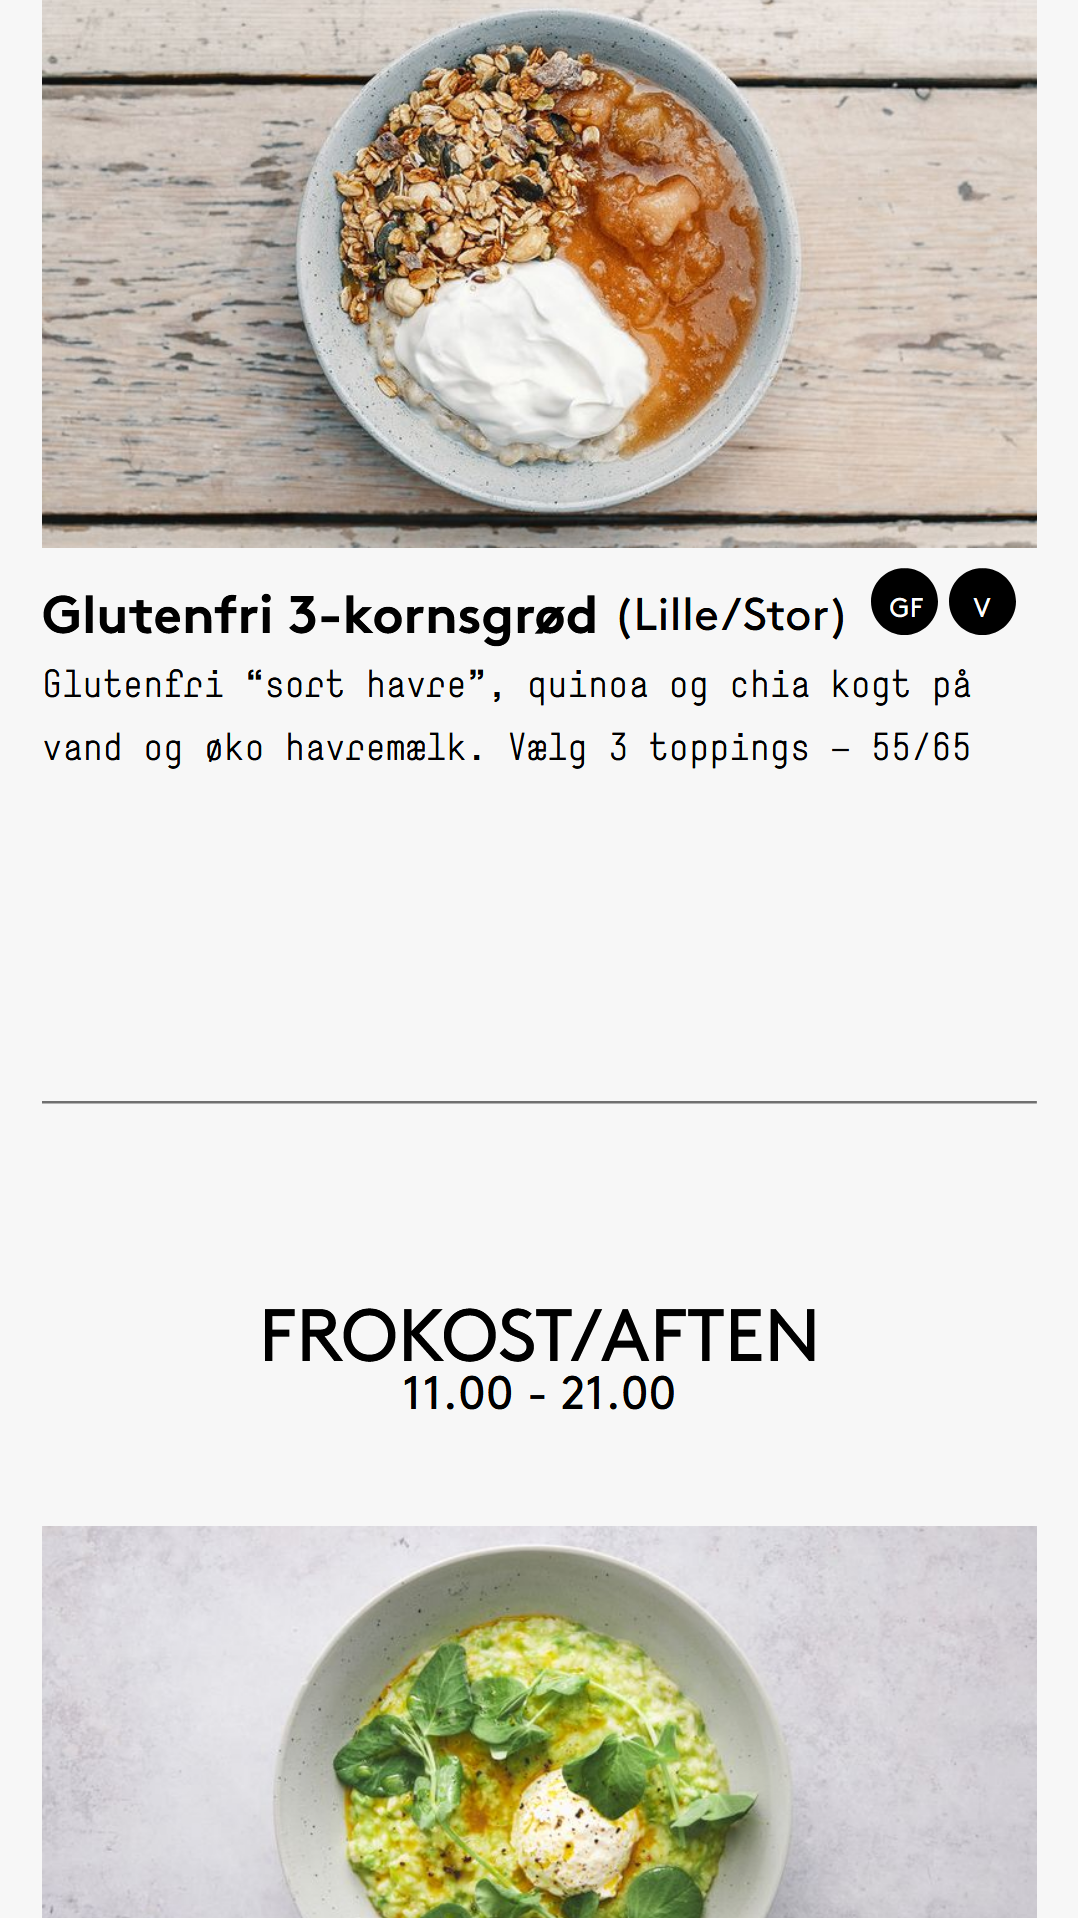 Glutenfri 3-kornsgrød (Lille/Stor) GF V
Glutenfri “sort havre”, quinoa og chia kogt på
vand og øko havremælk. Vælg 3 toppings – 55/65
FROKOST/AFTEN
11.00 - 21.00